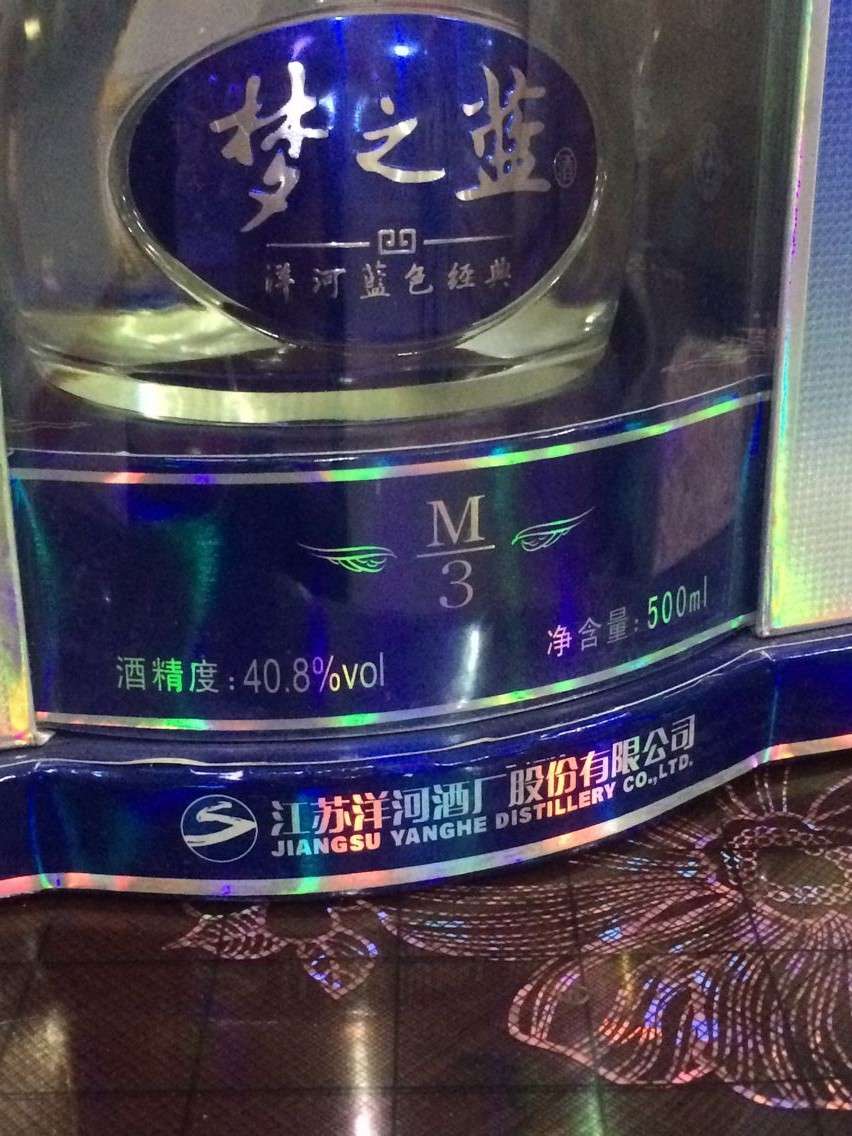 梦之蓝
酒
洋河蓝色经典
M
3
酒精度:40.8%vol
净含量:500ml
江苏洋河酒厂股份有限公司
JIANGSU YANGHE DISTILLERY CO.,LTD.